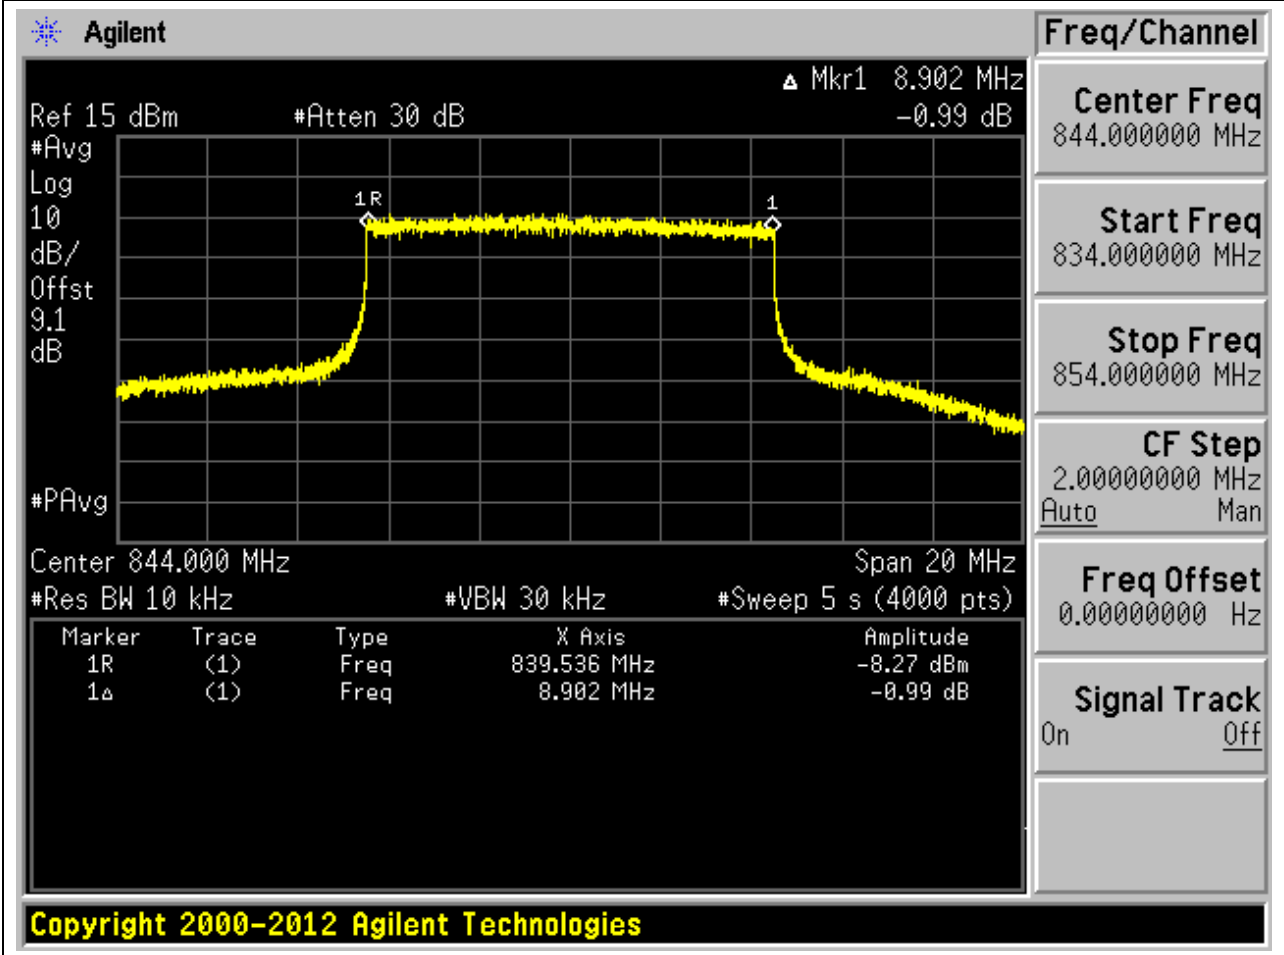 Agilent
Freq/Channel
Δ Mkr1 8.902 MHz
Ref 15 dBm #Atten 30 dB -0.99 dB
#Avg
Log
10
dB/
Offst
9.1
dB
1R
1
#PAvg
Center 844.000 MHz Span 20 MHz
#Res BW 10 kHz #VBW 30 kHz #Sweep 5 s (4000 pts)
Marker Trace Type X Axis Amplitude
1R (1) Freq 839.536 MHz -8.27 dBm
1Δ (1) Freq 8.902 MHz -0.99 dB
Center Freq
844.000000 MHz
Start Freq
834.000000 MHz
Stop Freq
854.000000 MHz
CF Step
2.00000000 MHz
Auto Man
Freq Offset
0.00000000 Hz
Signal Track
On Off
Copyright 2000-2012 Agilent Technologies